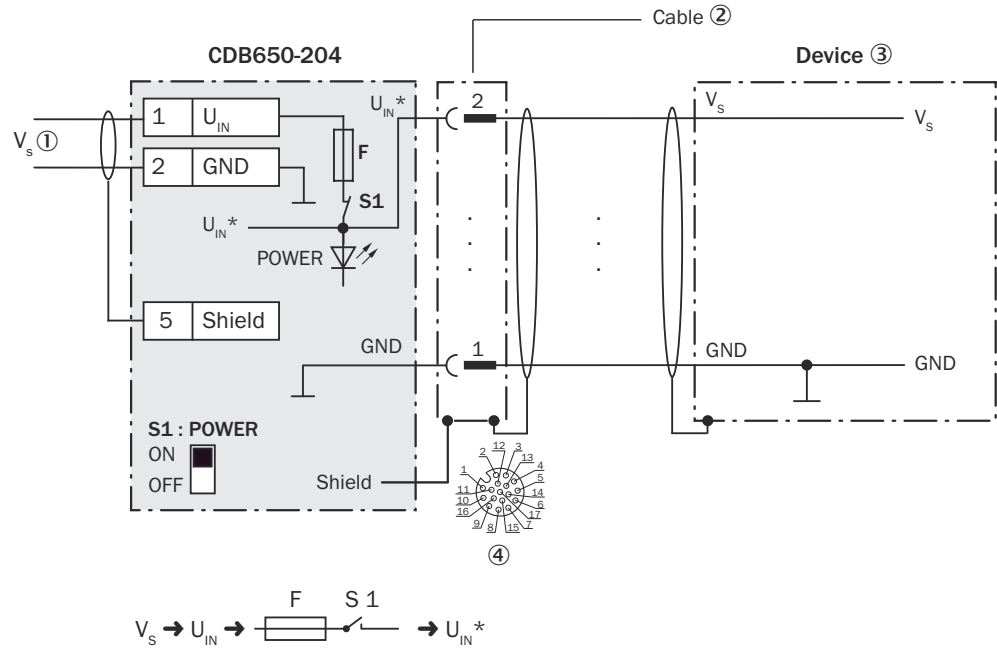 Cable ②
CDB650-204
Device ③
1 U_IN
2 GND
V_s ①
F
S1
U_IN*
U_IN*
POWER
2
V_s
V_s
5 Shield
GND
1
GND
GND
S1 : POWER
ON
OFF
Shield
1 2 12 3 13 4 5 14 6 17 7 15 8 9 16 10 11
④
F S 1
V_S ➔ U_IN ➔ ➔ U_IN*